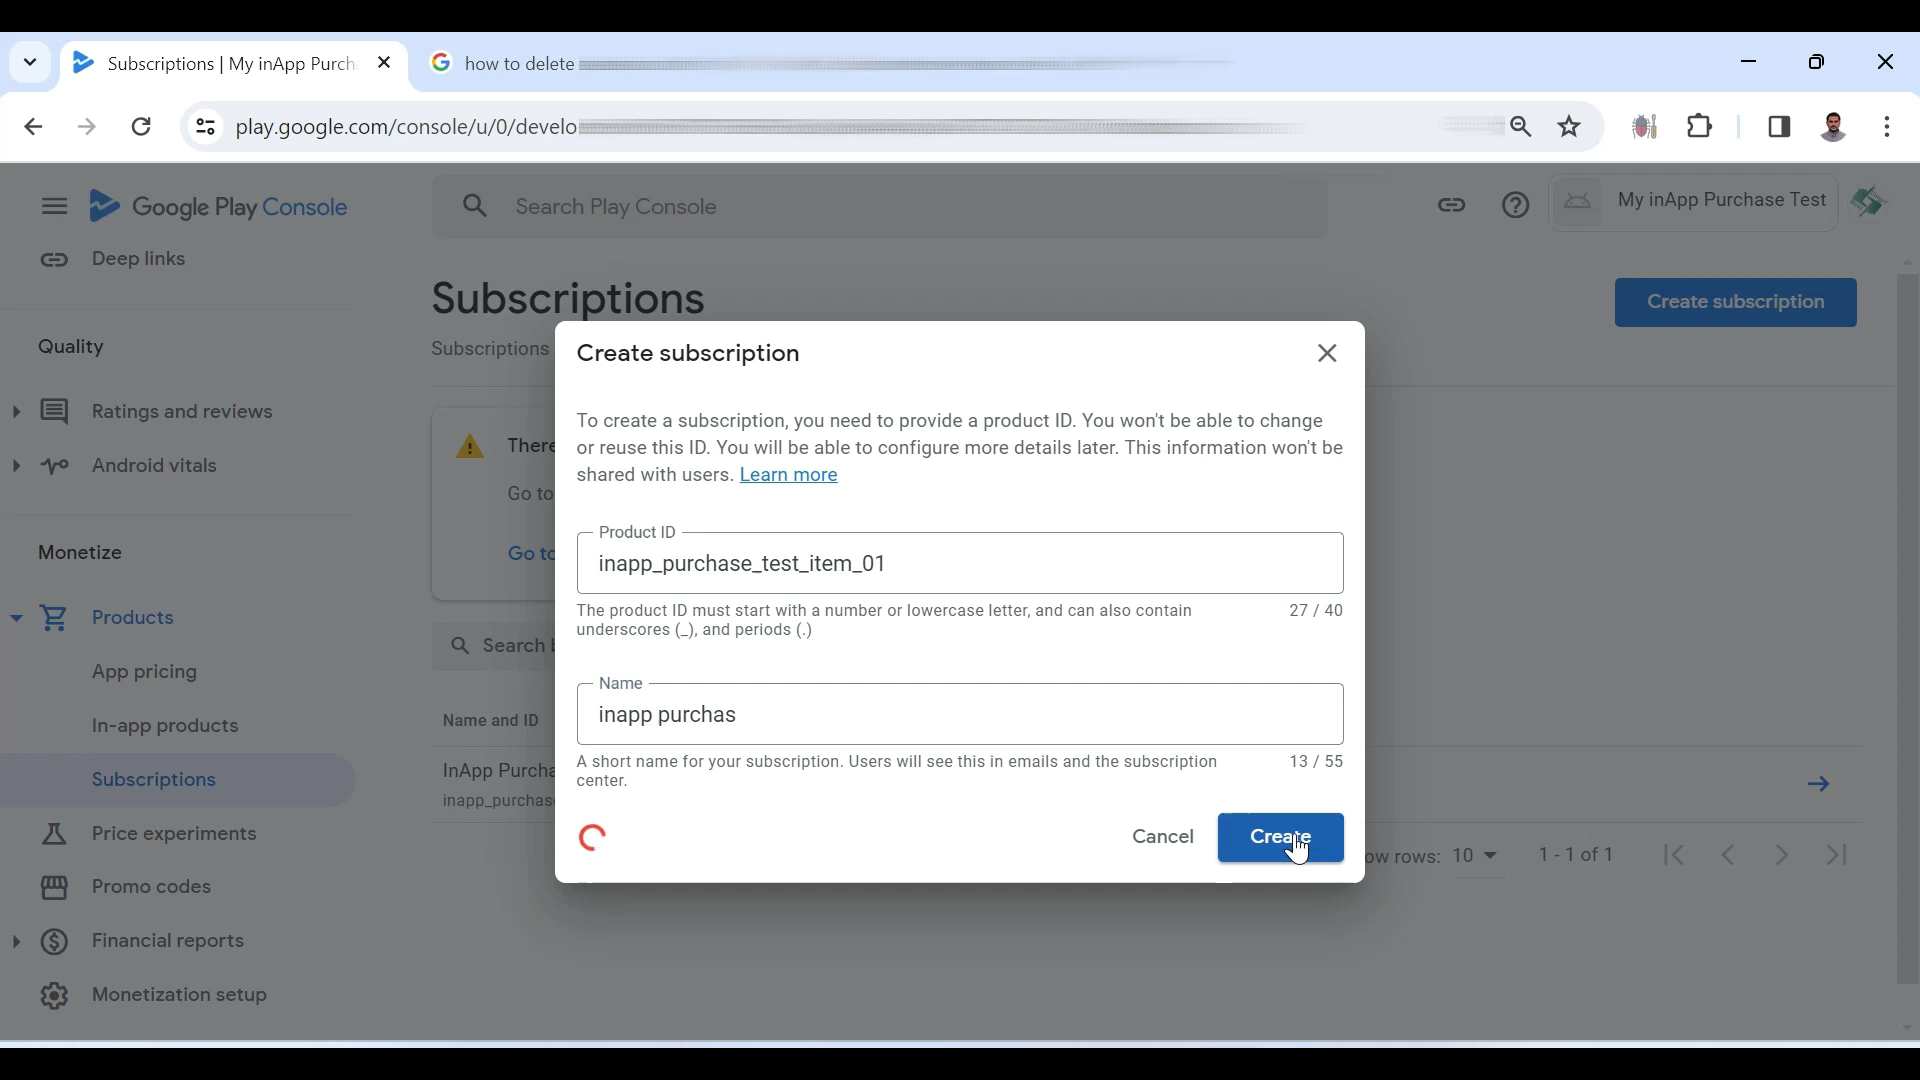 Subscriptions | My inApp Purch
how to delete
play.google.com/console/u/0/develo
Google Play Console
Search Play Console
My inApp Purchase Test
Deep links
Subscriptions
Create subscription
Quality
Subscriptions
Create subscription
Ratings and reviews
There
To create a subscription, you need to provide a product ID. You won't be able to change
or reuse this ID. You will be able to configure more details later. This information won't be
shared with users. Learn more
Android vitals
Go to
Product ID
Monetize
Go to
inapp_purchase_test_item_01
The product ID must start with a number or lowercase letter, and can also contain
underscores (_), and periods (.)
27 / 40
Products
Search b
App pricing
Name
Name and ID
inapp purchas
In-app products
A short name for your subscription. Users will see this in emails and the subscription
center.
13 / 55
Subscriptions
InApp Purcha
inapp_purchas
Price experiments
Cancel
Create
ow rows: 10
1 - 1 of 1
Promo codes
Financial reports
Monetization setup